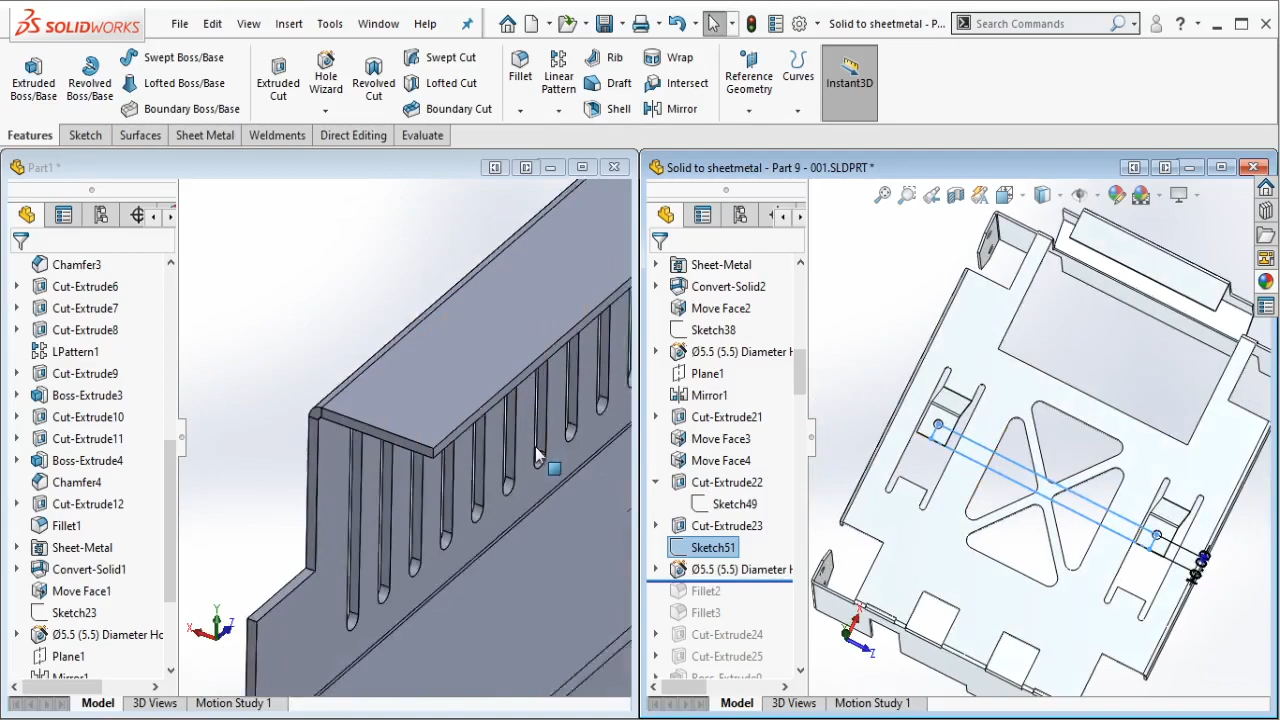 SOLIDWORKS
File Edit View Insert Tools Window Help
Solid to sheetmetal - P...
Search Commands
Extruded Boss/Base
Revolved Boss/Base
Swept Boss/Base
Lofted Boss/Base
Boundary Boss/Base
Extruded Cut
Hole Wizard
Revolved Cut
Swept Cut
Lofted Cut
Boundary Cut
Fillet
Linear Pattern
Rib
Draft
Shell
Wrap
Intersect
Mirror
Reference Geometry
Curves
Instant3D
Features Sketch Surfaces Sheet Metal Weldments Direct Editing Evaluate
Part1 *
Chamfer3
Cut-Extrude6
Cut-Extrude7
Cut-Extrude8
LPattern1
Cut-Extrude9
Boss-Extrude3
Cut-Extrude10
Cut-Extrude11
Boss-Extrude4
Chamfer4
Cut-Extrude12
Fillet1
Sheet-Metal
Convert-Solid1
Move Face1
Sketch23
Ø5.5 (5.5) Diameter Ho
Plane1
Mirror1
Y
X
Z
Model 3D Views Motion Study 1
Solid to sheetmetal - Part 9 - 001.SLDPRT *
Sheet-Metal
Convert-Solid2
Move Face2
Sketch38
Ø5.5 (5.5) Diameter H
Plane1
Mirror1
Cut-Extrude21
Move Face3
Move Face4
Cut-Extrude22
Sketch49
Cut-Extrude23
Sketch51
Ø5.5 (5.5) Diameter H
Fillet2
Fillet3
Cut-Extrude24
Cut-Extrude25
X
Z
Model 3D Views Motion Study 1